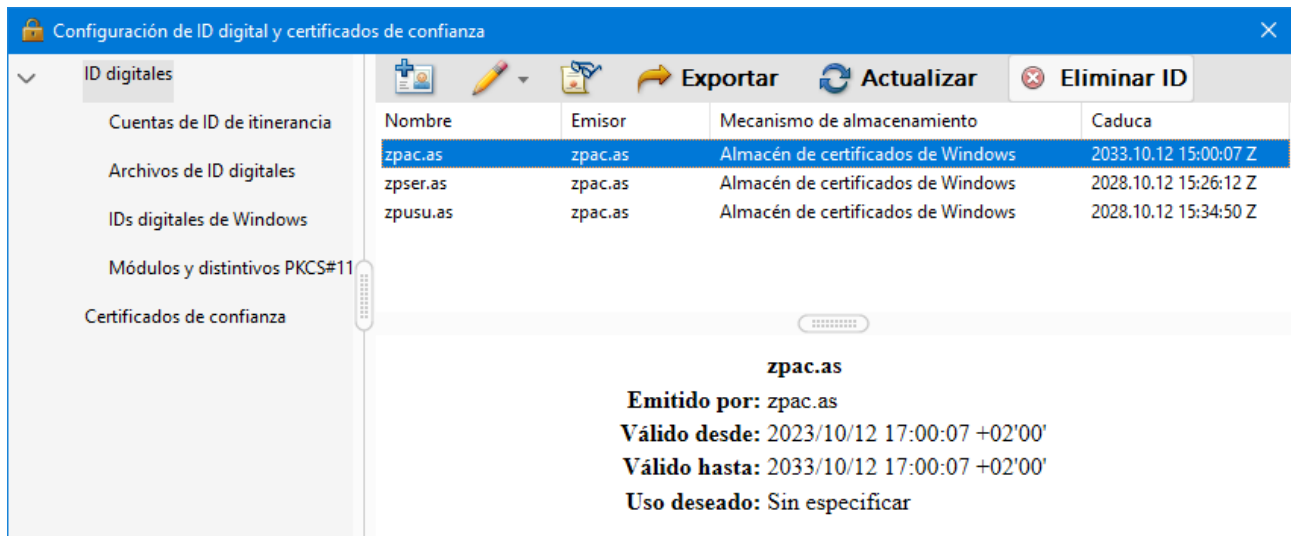 Configuración de ID digital y certificados de confianza
ID digitales
Cuentas de ID de itinerancia
Archivos de ID digitales
IDs digitales de Windows
Módulos y distintivos PKCS#11
Certificados de confianza
Exportar Actualizar Eliminar ID
Nombre Emisor Mecanismo de almacenamiento Caduca
zpac.as zpac.as Almacén de certificados de Windows 2033.10.12 15:00:07 Z
zpser.as zpac.as Almacén de certificados de Windows 2028.10.12 15:26:12 Z
zpusu.as zpac.as Almacén de certificados de Windows 2028.10.12 15:34:50 Z
zpac.as
Emitido por: zpac.as
Válido desde: 2023/10/12 17:00:07 +02'00'
Válido hasta: 2033/10/12 17:00:07 +02'00'
Uso deseado: Sin especificar